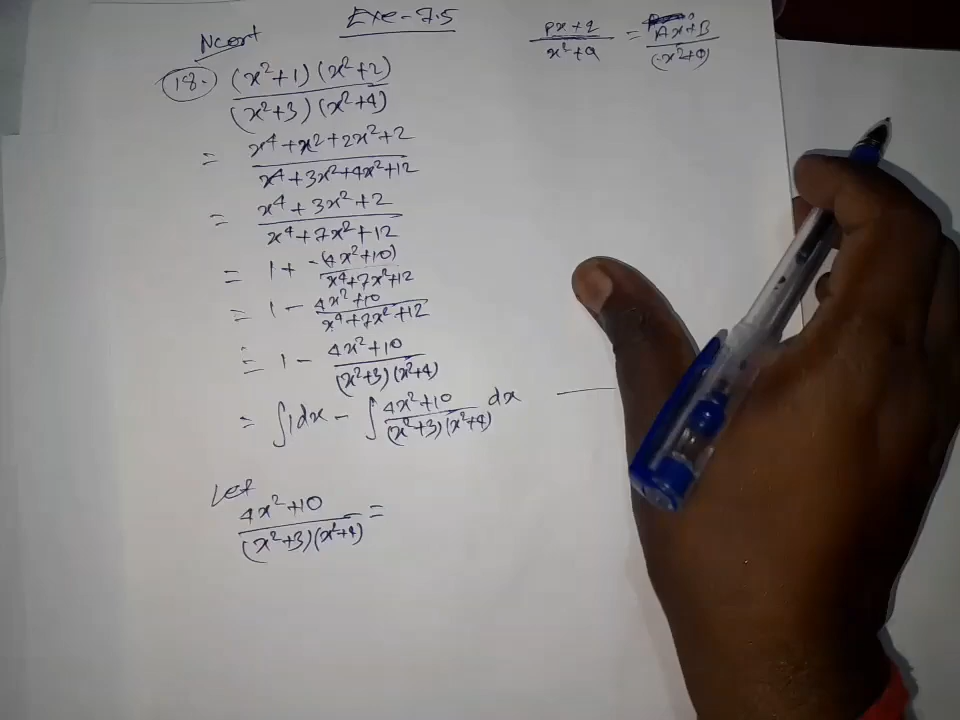 Exe-7.5
Ncert
18. (x²+1)(x²+2) / (x²+3)(x²+4)
= x⁴+x²+2x²+2 / x⁴+3x²+4x²+12
= x⁴+3x²+2 / x⁴+7x²+12
= 1+ -(4x²+10) / x⁴+7x²+12
= 1 - 4x²+10 / x⁴+7x²+12
= 1 - 4x²+10 / (x²+3)(x²+4)
= ∫1dx - ∫ 4x²+10 / (x²+3)(x²+4) dx
Let
4x²+10 / (x²+3)(x²+4) =
= Ax+B / (x²+